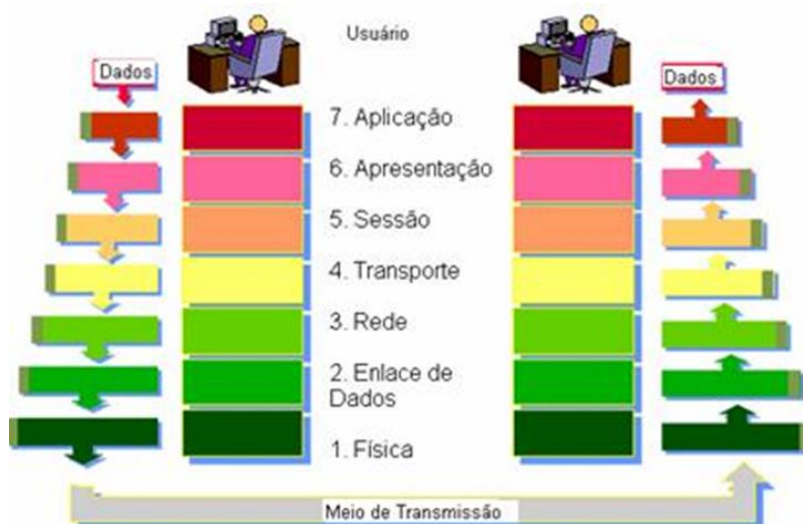 Usuário
Dados
Dados
7. Aplicação
6. Apresentação
5. Sessão
4. Transporte
3. Rede
2. Enlace de
Dados
1. Física
Meio de Transmissão